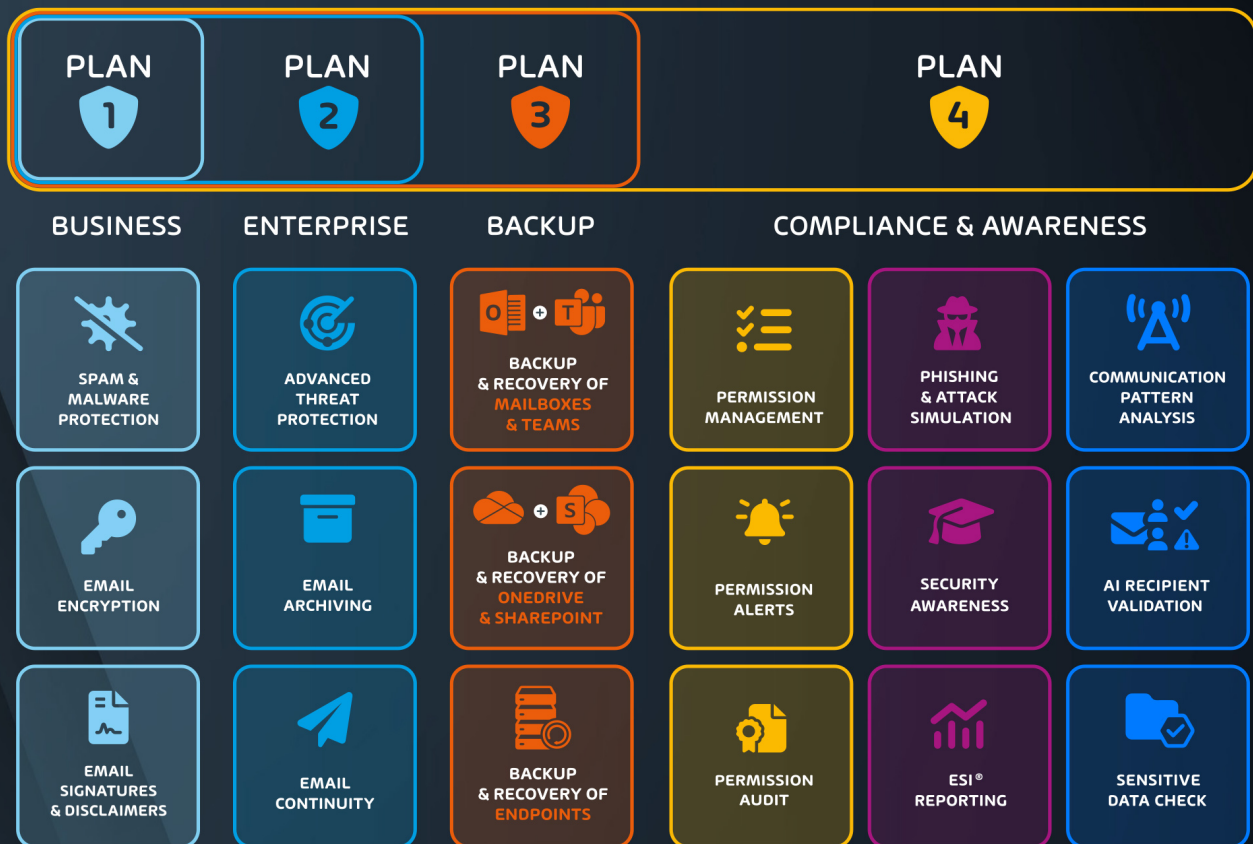 PLAN
1
PLAN
2
PLAN
3
PLAN
4
BUSINESS
ENTERPRISE
BACKUP
COMPLIANCE & AWARENESS
SPAM &
MALWARE
PROTECTION
ADVANCED
THREAT
PROTECTION
O + T
BACKUP
& RECOVERY OF
MAILBOXES
& TEAMS
PERMISSION
MANAGEMENT
PHISHING
& ATTACK
SIMULATION
COMMUNICATION
PATTERN
ANALYSIS
EMAIL
ENCRYPTION
EMAIL
ARCHIVING
+ S
BACKUP
& RECOVERY OF
ONEDRIVE
& SHAREPOINT
PERMISSION
ALERTS
SECURITY
AWARENESS
AI RECIPIENT
VALIDATION
EMAIL
SIGNATURES
& DISCLAIMERS
EMAIL
CONTINUITY
BACKUP
& RECOVERY OF
ENDPOINTS
PERMISSION
AUDIT
ESI®
REPORTING
SENSITIVE
DATA CHECK